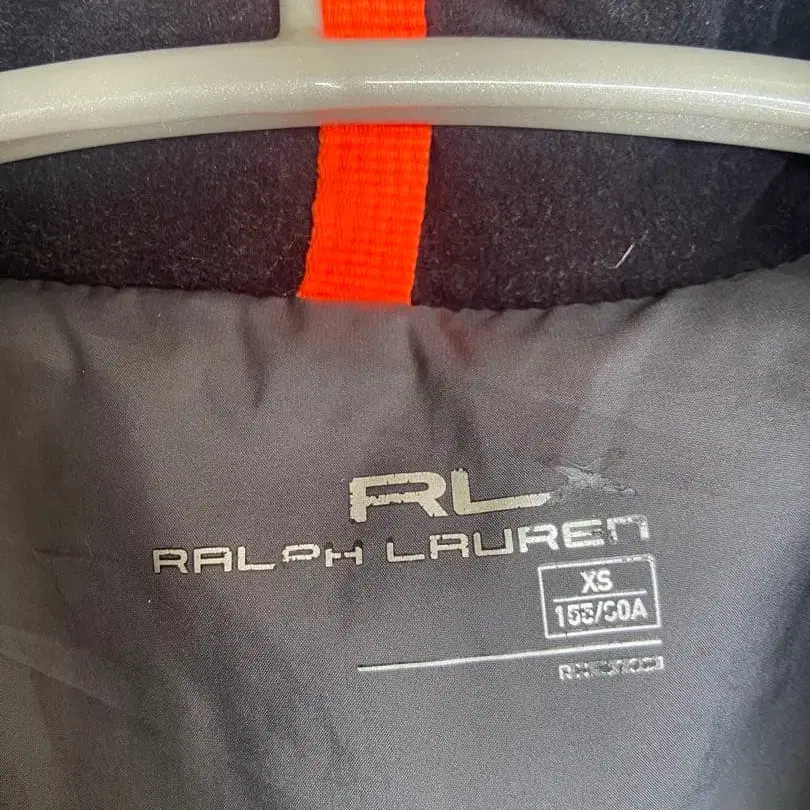 RLX
RALPH LAUREN
XS
155/80A